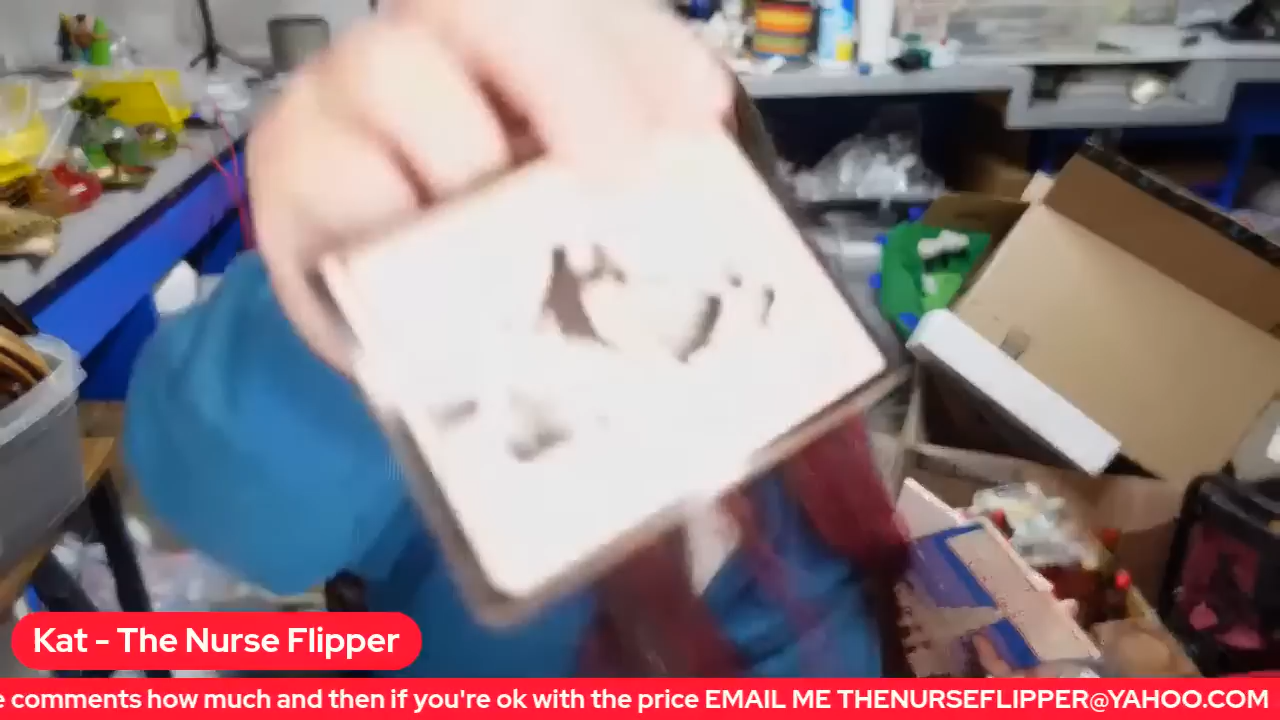 Kat - The Nurse Flipper
e comments how much and then if you're ok with the price EMAIL ME THENURSEFLIPPER@YAHOO.COM